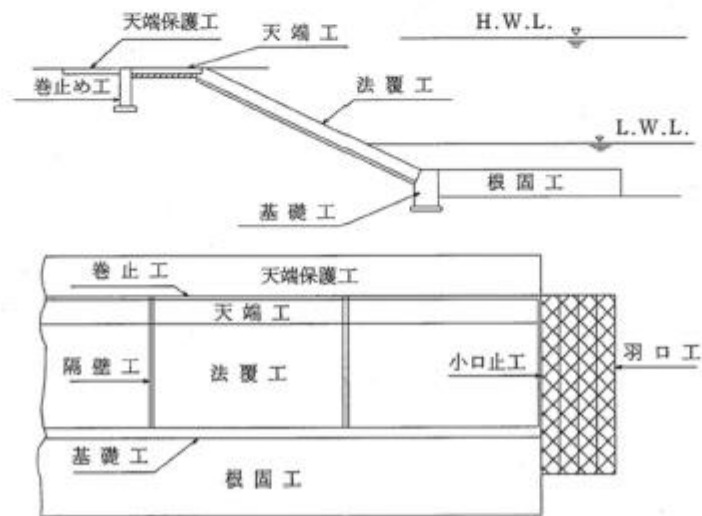 天端保護工
天端工
H.W.L.
巻止め工
法覆工
L.W.L.
根固工
基礎工
巻止工
天端保護工
天端工
隔壁工
法覆工
小口止工
羽口工
基礎工
根固工